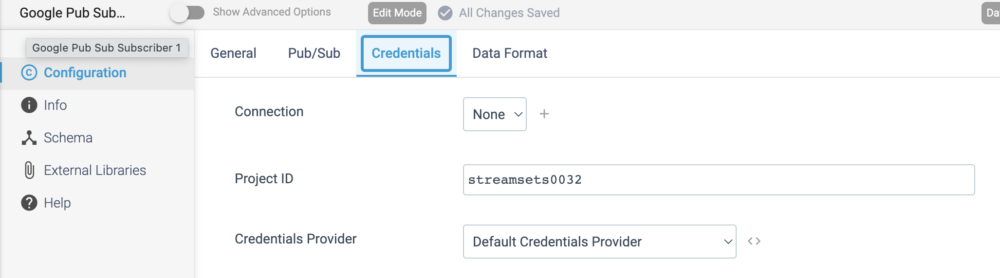 Google Pub Sub... Show Advanced Options Edit Mode All Changes Saved
Google Pub Sub Subscriber 1
General Pub/Sub Credentials Data Format
Configuration
Info
Schema
External Libraries
Help
Connection None
Project ID streamsets0032
Credentials Provider Default Credentials Provider